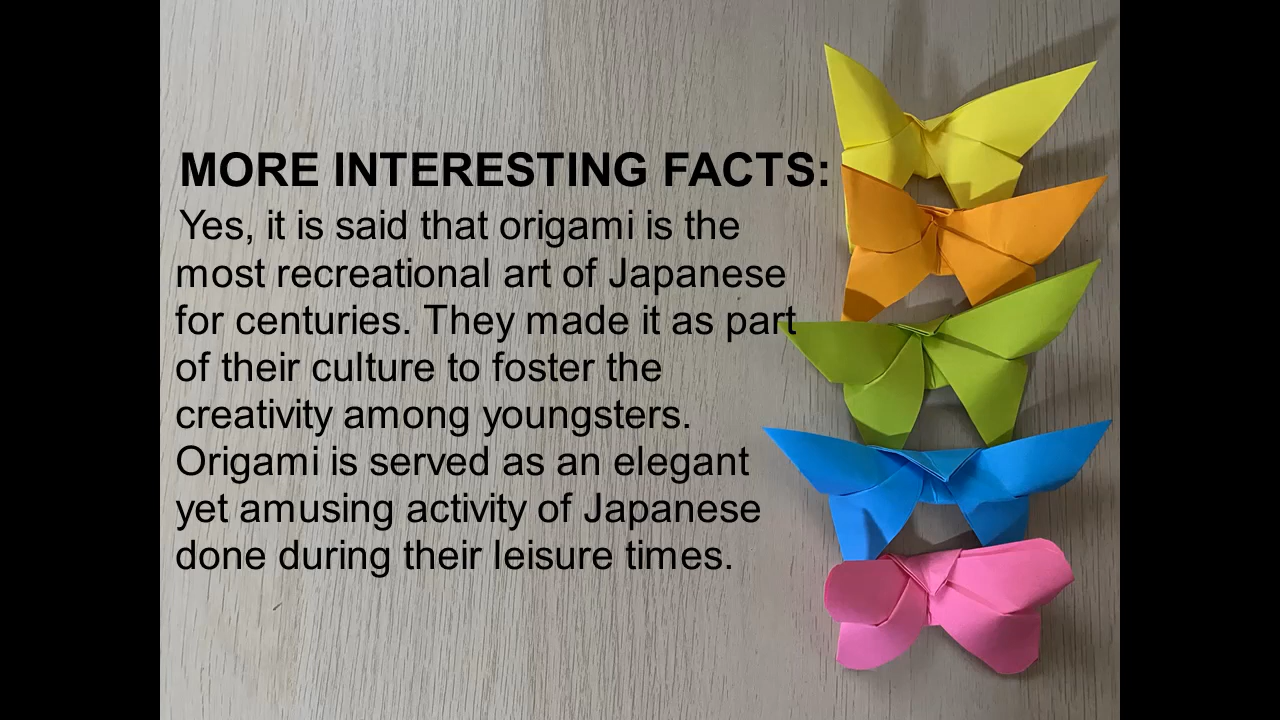 MORE INTERESTING FACTS:
Yes, it is said that origami is the
most recreational art of Japanese
for centuries. They made it as part
of their culture to foster the
creativity among youngsters.
Origami is served as an elegant
yet amusing activity of Japanese
done during their leisure times.